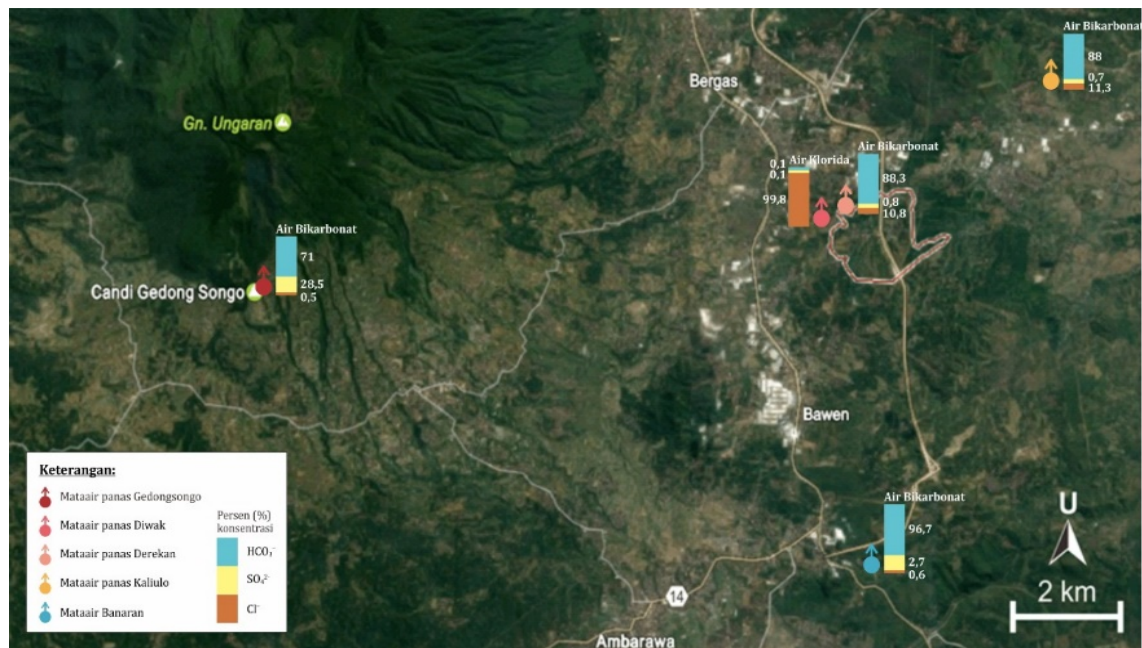 Air Bikarbonat
88
0,7
11,3
Bergas
Gn. Ungaran
Air Klorida
0,1
0,1
99,8
Air Bikarbonat
88,3
0,8
10,8
Air Bikarbonat
71
28,5
0,5
Candi Gedong Songo
Bawen
Air Bikarbonat
96,7
2,7
0,6
14
Ambarawa
U
2 km
Keterangan:
Mataair panas Gedongsongo
Mataair panas Diwak
Mataair panas Derekan
Mataair panas Kaliulo
Mataair Banaran
Persen (%)
konsentrasi
HCO₃⁻
SO₄²⁻
Cl⁻